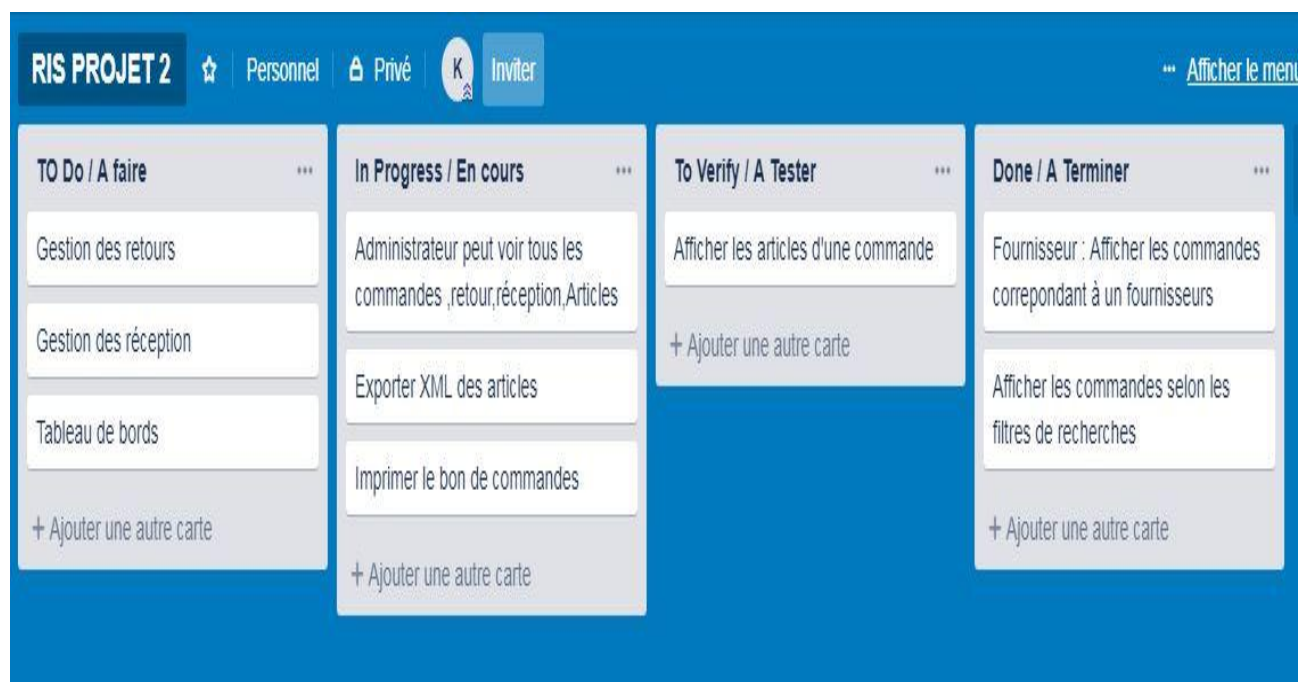 RIS PROJET 2 Personnel Privé K Inviter ... Afficher le menu
TO Do / A faire ...
Gestion des retours
Gestion des réception
Tableau de bords
+ Ajouter une autre carte
In Progress / En cours ...
Administrateur peut voir tous les
commandes ,retour,réception,Articles
Exporter XML des articles
Imprimer le bon de commandes
+ Ajouter une autre carte
To Verify / A Tester ...
Afficher les articles d'une commande
+ Ajouter une autre carte
Done / A Terminer ...
Fournisseur : Afficher les commandes
correpondant à un fournisseurs
Afficher les commandes selon les
filtres de recherches
+ Ajouter une autre carte